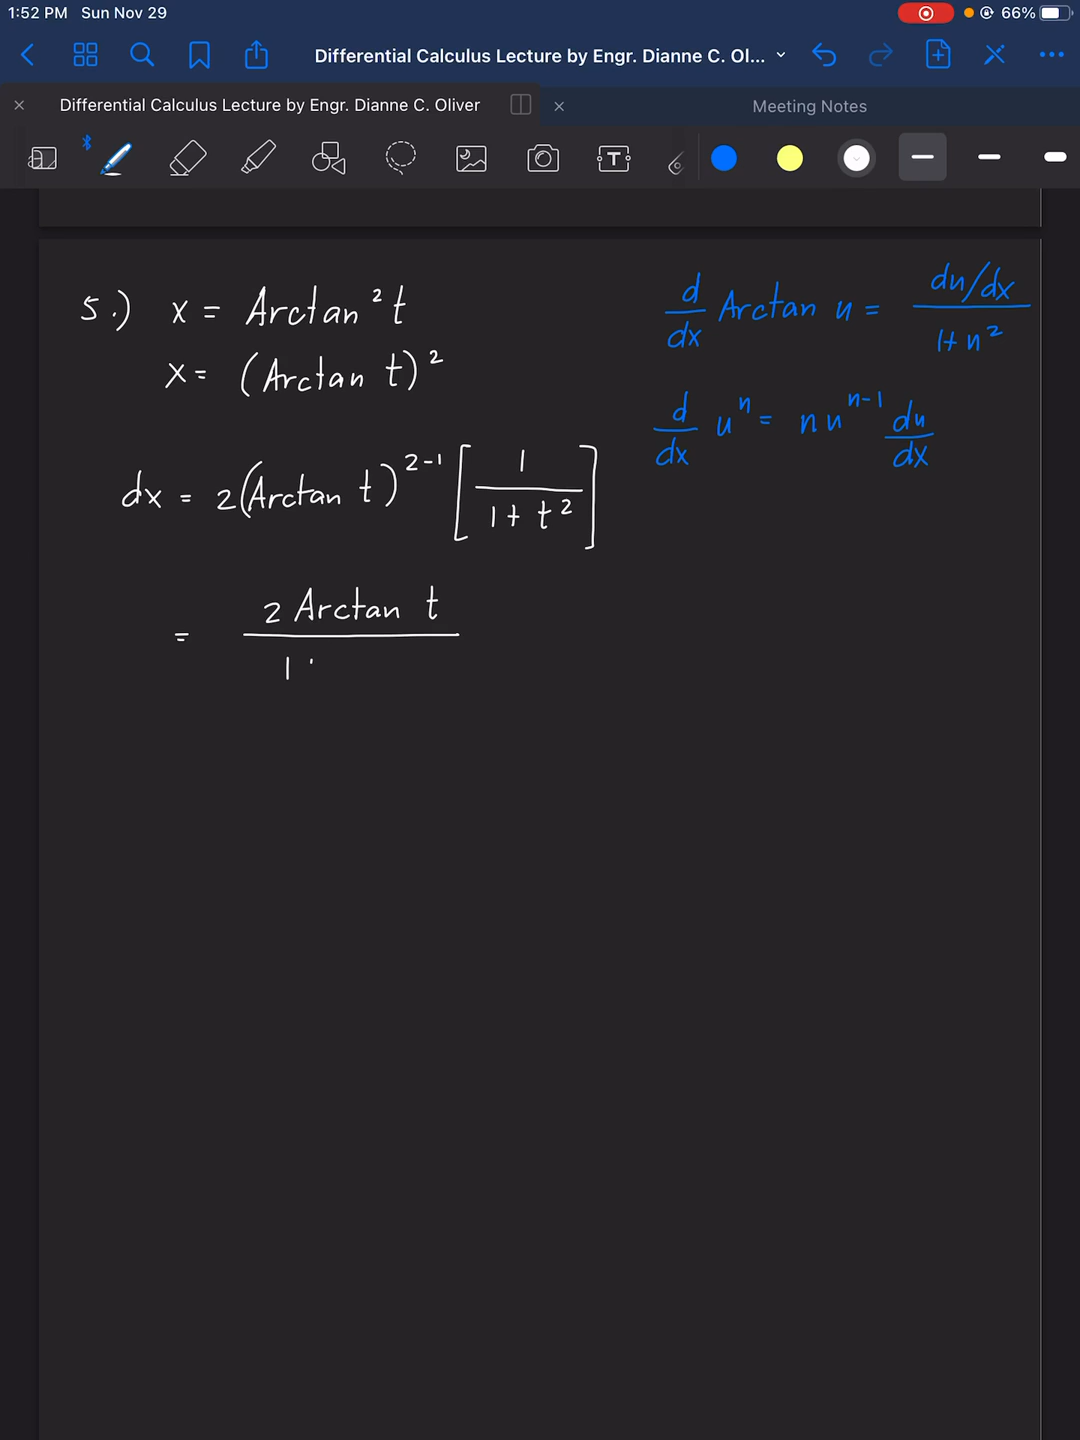 1:52 PM Sun Nov 29 66%
Differential Calculus Lecture by Engr. Dianne C. Ol...
Differential Calculus Lecture by Engr. Dianne C. Oliver
Meeting Notes
T
5.) x = Arctan² t
x = (Arctan t)²
dx = 2(Arctan t)²⁻¹ [1 / 1 + t²]
= 2 Arctan t / 1
d/dx Arctan u = du/dx / 1+u²
d/dx uⁿ = nuⁿ⁻¹ du/dx